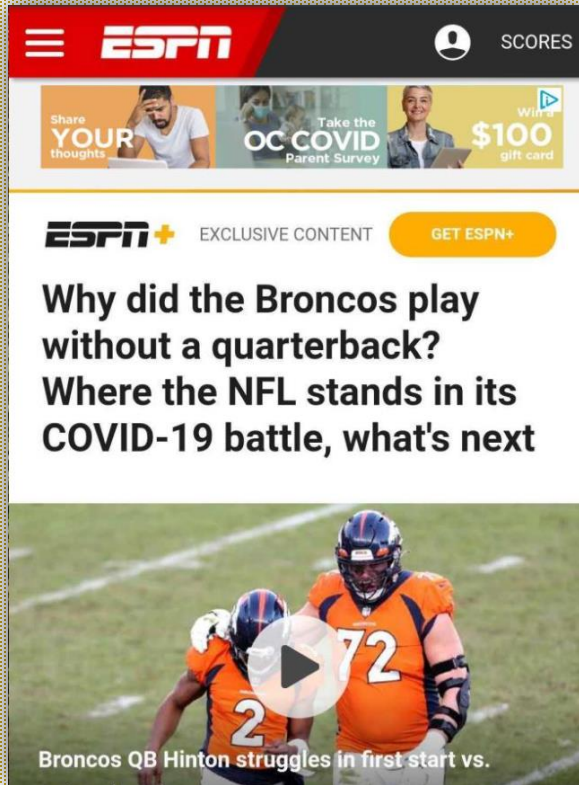 ESPN
SCORES
Share
YOUR
thoughts
Take the
OC COVID
Parent Survey
Win a
$100
gift card
ESPN+ EXCLUSIVE CONTENT GET ESPN+
Why did the Broncos play
without a quarterback?
Where the NFL stands in its
COVID-19 battle, what's next
72
2
Broncos QB Hinton struggles in first start vs.